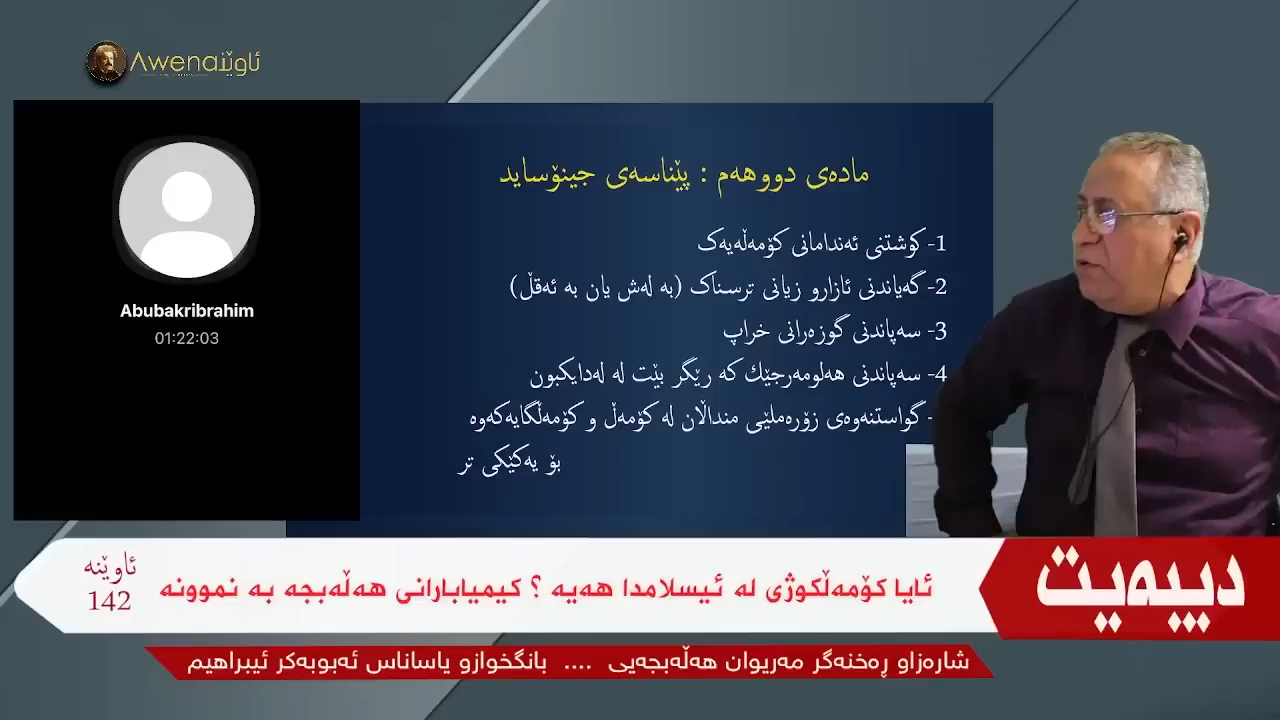 Awena ئاوێنە
Abubakribrahim
01:22:03
مادەی دووهەم : پێناسەی جینۆساید
1- کوشتنی ئەندامانی کۆمەڵەیەک
2- گەیاندنی ئازارو زیانی ترسناک (بە لەش یان بە ئەقڵ)
3- سەپاندنی گوزەرانی خراپ
4- سەپاندنی هەلومەرجێك کە رێگر بێت لە لەدایکبون
- گواستنەوەی زۆرەملێی منداڵان لە کۆمەڵ و کۆمەڵگایەکەوە
بۆ یەکێکی تر
دیبەیت
ئایا کۆمەڵکوژی لە ئیسلامدا هەیە ؟ کیمیابارانی هەڵەبجە بە نموونە
ئاوێنە
142
شارەزاو ڕەخنەگر مەریوان هەڵەبجەیی .... بانگخوازو یاساناس ئەبوبەکر ئیبراهیم